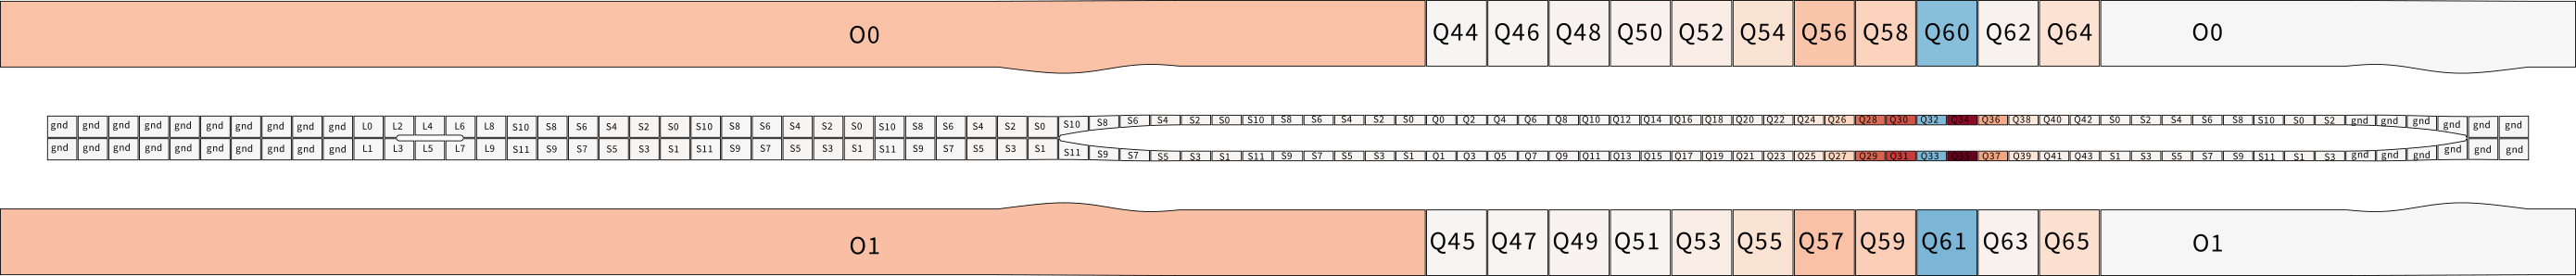 O0 Q44 Q46 Q48 Q50 Q52 Q54 Q56 Q58 Q60 Q62 Q64 O0
gnd gnd gnd gnd gnd gnd gnd gnd gnd gnd L0 L2 L4 L6 L8 S10 S8 S6 S4 S2 S0 S10 S8 S6 S4 S2 S0 S10 S8 S6 S4 S2 S0 S10 S8 S6 S4 S2 S0 S10 S8 S6 S4 S2 S0 Q0 Q2 Q4 Q6 Q8 Q10 Q12 Q14 Q16 Q18 Q20 Q22 Q24 Q26 Q28 Q30 Q32 Q34 Q36 Q38 Q40 Q42 S0 S2 S4 S6 S8 S10 S0 S2 gnd gnd gnd gnd gnd gnd
gnd gnd gnd gnd gnd gnd gnd gnd gnd gnd L1 L3 L5 L7 L9 S11 S9 S7 S5 S3 S1 S11 S9 S7 S5 S3 S1 S11 S9 S7 S5 S3 S1 S11 S9 S7 S5 S3 S1 S11 S9 S7 S5 S3 S1 Q1 Q3 Q5 Q7 Q9 Q11 Q13 Q15 Q17 Q19 Q21 Q23 Q25 Q27 Q29 Q31 Q33 Q35 Q37 Q39 Q41 Q43 S1 S3 S5 S7 S9 S11 S1 S3 gnd gnd gnd gnd gnd gnd
O1 Q45 Q47 Q49 Q51 Q53 Q55 Q57 Q59 Q61 Q63 Q65 O1